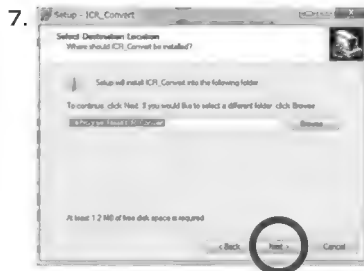 7.
Setup - ICR_Convert
Select Destination Location
Where should ICR_Convert be installed?
Setup will install ICR_Convert into the following folder
To continue click Next. If you would like to select a different folder click Browse
Browse
At least 1.2 MB of free disk space is required
< Back
Next >
Cancel